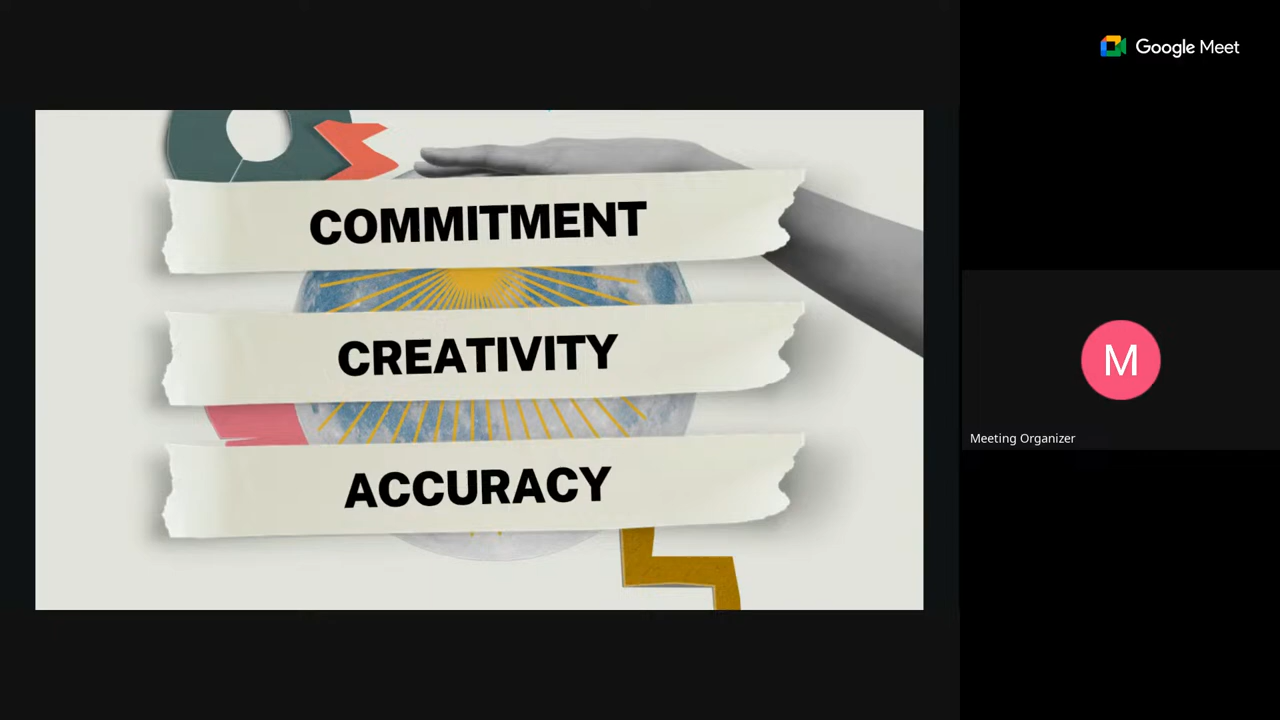 Google Meet
COMMITMENT
CREATIVITY
ACCURACY
M
Meeting Organizer